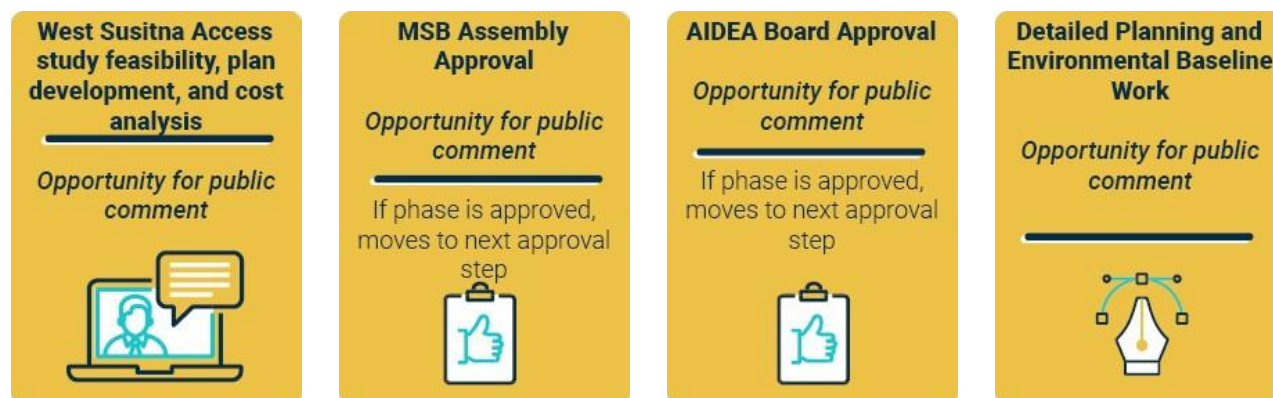 West Susitna Access
study feasibility, plan
development, and cost
analysis
Opportunity for public
comment
MSB Assembly
Approval
Opportunity for public
comment
If phase is approved,
moves to next approval
step
AIDEA Board Approval
Opportunity for public
comment
If phase is approved,
moves to next approval
step
Detailed Planning and
Environmental Baseline
Work
Opportunity for public
comment